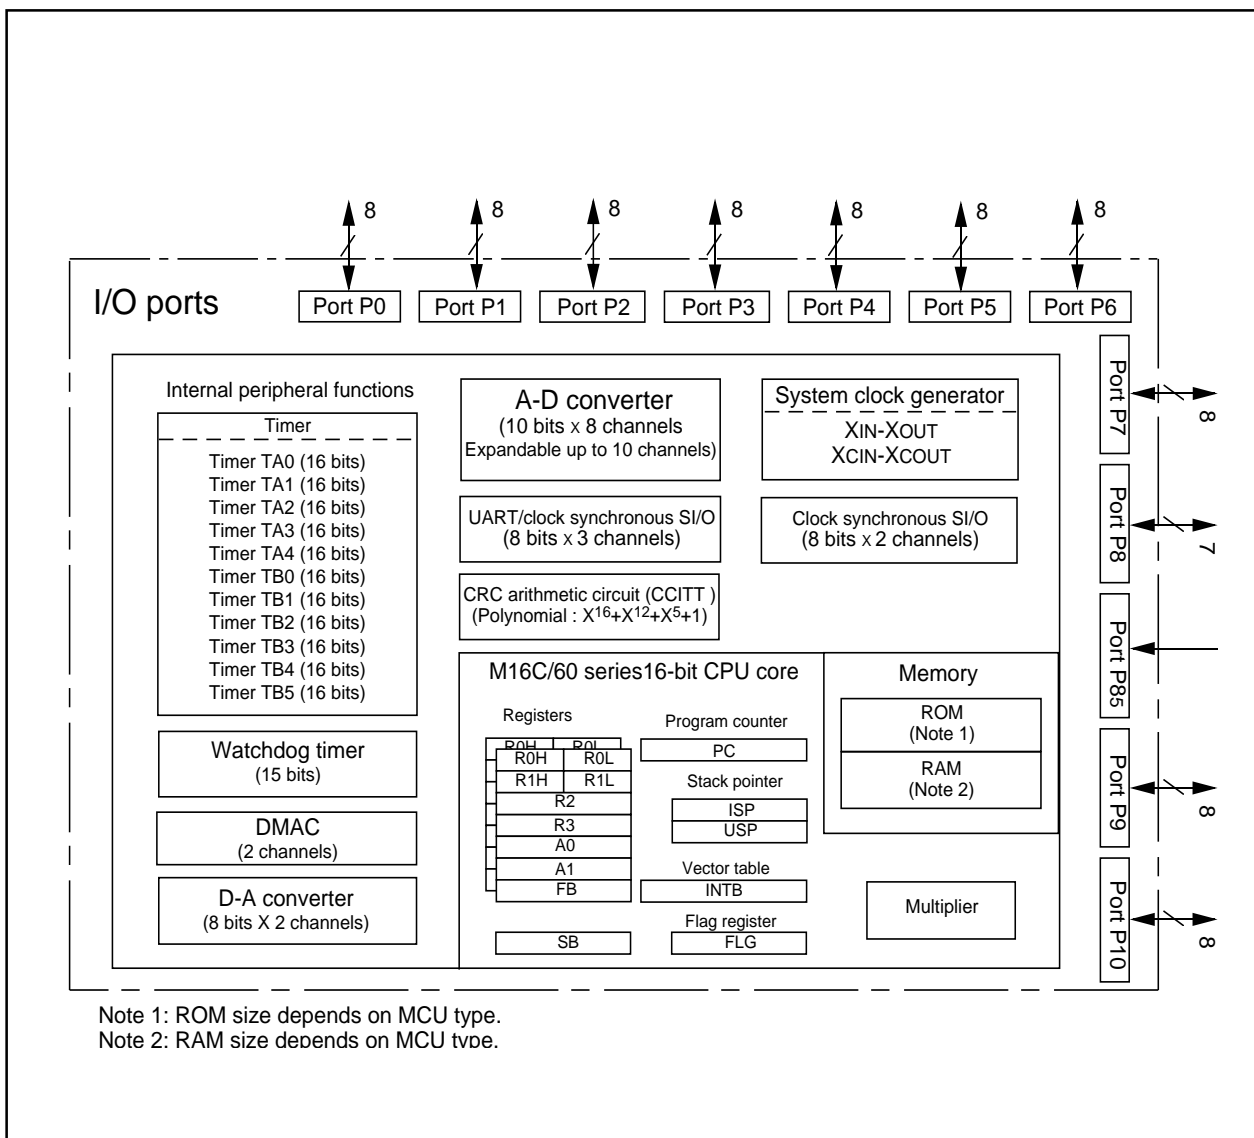 8
8
8
8
8
8
8
I/O ports
Port P0
Port P1
Port P2
Port P3
Port P4
Port P5
Port P6
Port P7
8
Port P8
7
Port P85
Port P9
8
Port P10
8
Internal peripheral functions
Timer
Timer TA0 (16 bits)
Timer TA1 (16 bits)
Timer TA2 (16 bits)
Timer TA3 (16 bits)
Timer TA4 (16 bits)
Timer TB0 (16 bits)
Timer TB1 (16 bits)
Timer TB2 (16 bits)
Timer TB3 (16 bits)
Timer TB4 (16 bits)
Timer TB5 (16 bits)
Watchdog timer
(15 bits)
DMAC
(2 channels)
D-A converter
(8 bits X 2 channels)
A-D converter
(10 bits x 8 channels
Expandable up to 10 channels)
UART/clock synchronous SI/O
(8 bits x 3 channels)
CRC arithmetic circuit (CCITT )
(Polynomial : X16+X12+X5+1)
System clock generator
XIN-XOUT
XCIN-XCOUT
Clock synchronous SI/O
(8 bits x 2 channels)
M16C/60 series16-bit CPU core
Registers
R0H R0L
R0H R0L
R1H R1L
R2
R3
A0
A1
FB
SB
Program counter
PC
Stack pointer
ISP
USP
Vector table
INTB
Flag register
FLG
Memory
ROM
(Note 1)
RAM
(Note 2)
Multiplier
Note 1: ROM size depends on MCU type.
Note 2: RAM size depends on MCU type.